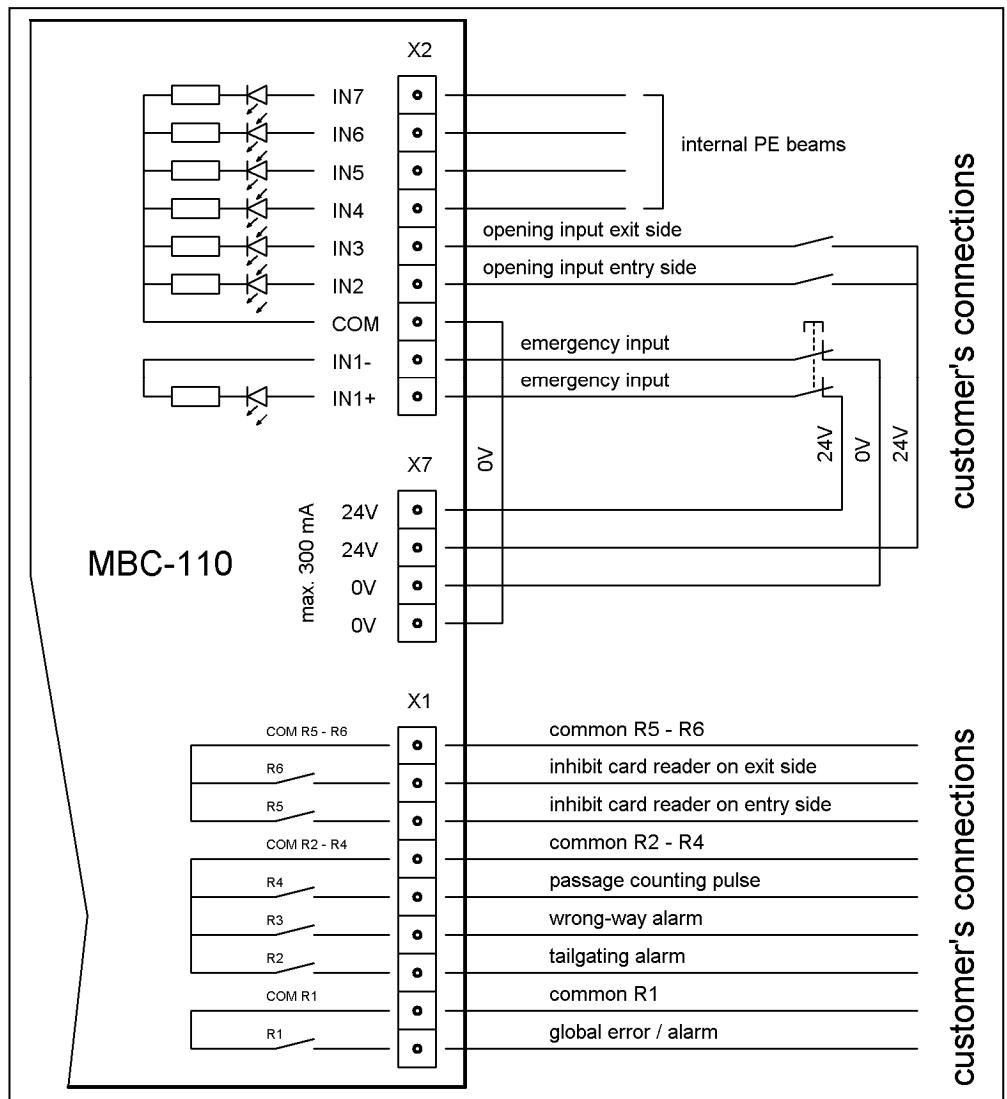 X2
IN7
IN6
internal PE beams
IN5
IN4
opening input exit side
IN3
opening input entry side
IN2
COM
emergency input
IN1-
emergency input
IN1+
24V
0V
24V
0V
customer's connections
X7
24V
24V
0V
0V
max. 300 mA
MBC-110
X1
COM R5 - R6
common R5 - R6
R6
inhibit card reader on exit side
R5
inhibit card reader on entry side
COM R2 - R4
common R2 - R4
R4
passage counting pulse
R3
wrong-way alarm
R2
tailgating alarm
COM R1
common R1
R1
global error / alarm
customer's connections